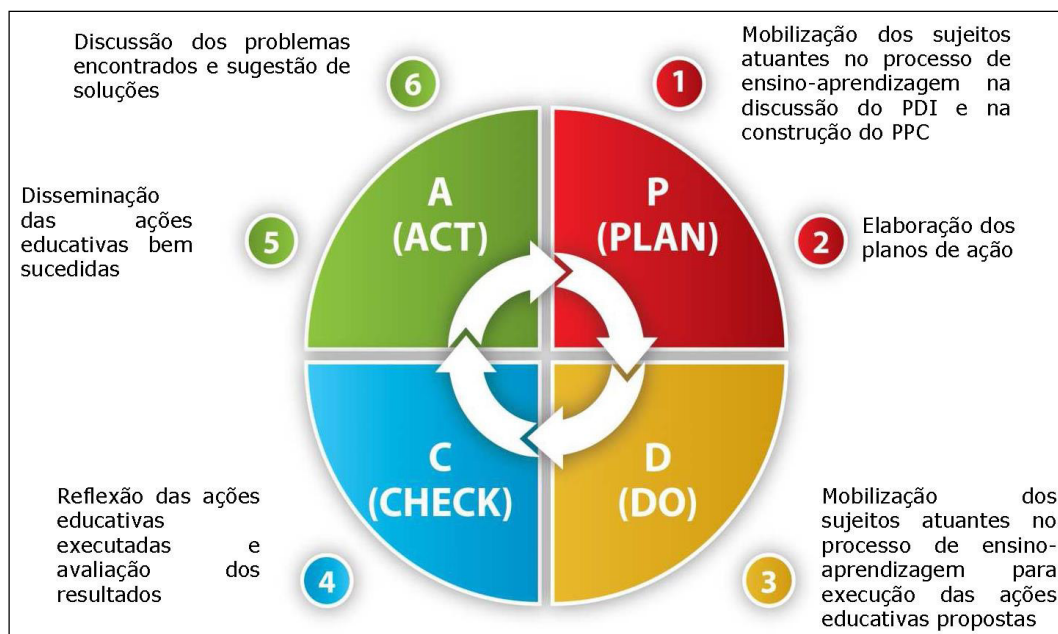 Mobilização dos sujeitos
atuantes no processo de
ensino-aprendizagem na
discussão do PDI e na
construção do PPC
1
P
(PLAN)
2
Elaboração dos
planos de ação
D
(DO)
3
Mobilização dos
sujeitos atuantes no
processo de ensino-
aprendizagem para
execução das ações
educativas propostas
C
(CHECK)
4
Reflexão das ações
educativas
executadas e
avaliação dos
resultados
A
(ACT)
5
Disseminação
das ações
educativas bem
sucedidas
6
Discussão dos problemas
encontrados e sugestão de
soluções